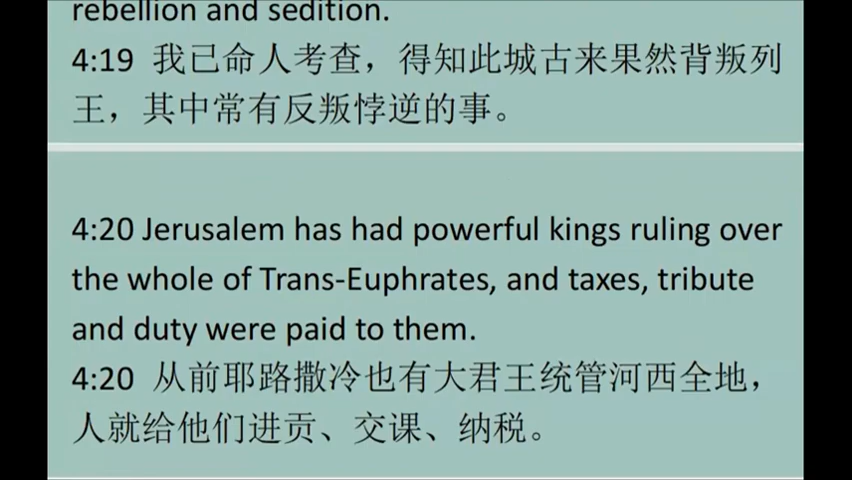 rebellion and sedition.
4:19 我已命人考查，得知此城古来果然背叛列
王，其中常有反叛悖逆的事。
4:20 Jerusalem has had powerful kings ruling over
the whole of Trans-Euphrates, and taxes, tribute
and duty were paid to them.
4:20 从前耶路撒冷也有大君王统管河西全地，
人就给他们进贡、交课、纳税。